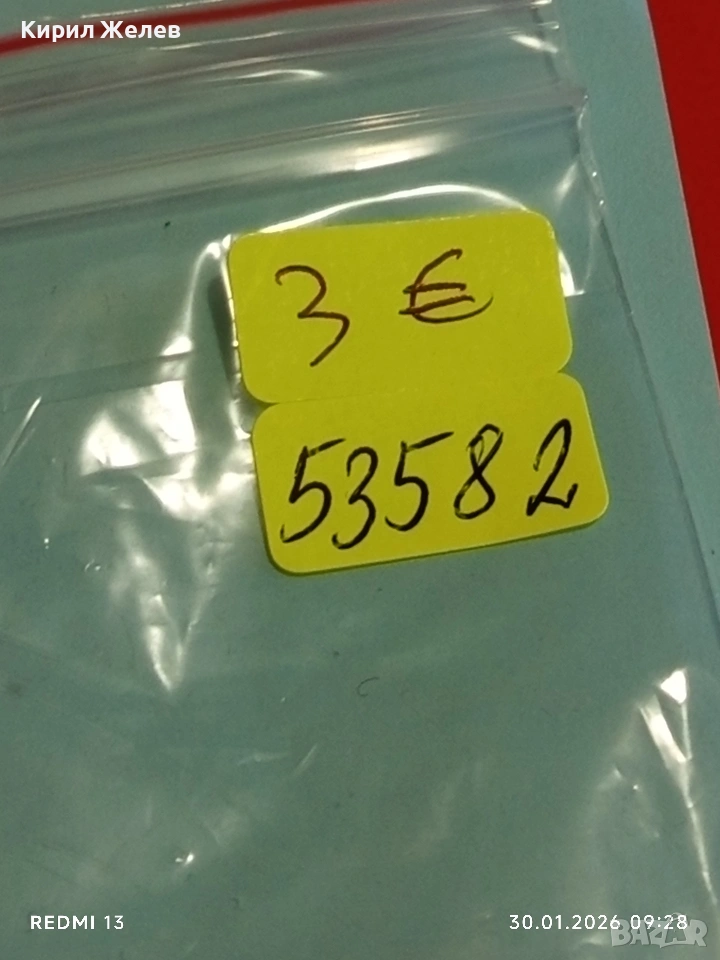 Кирил Желев
3 €
53582
REDMI 13
30.01.2026 09:28
BAZAR